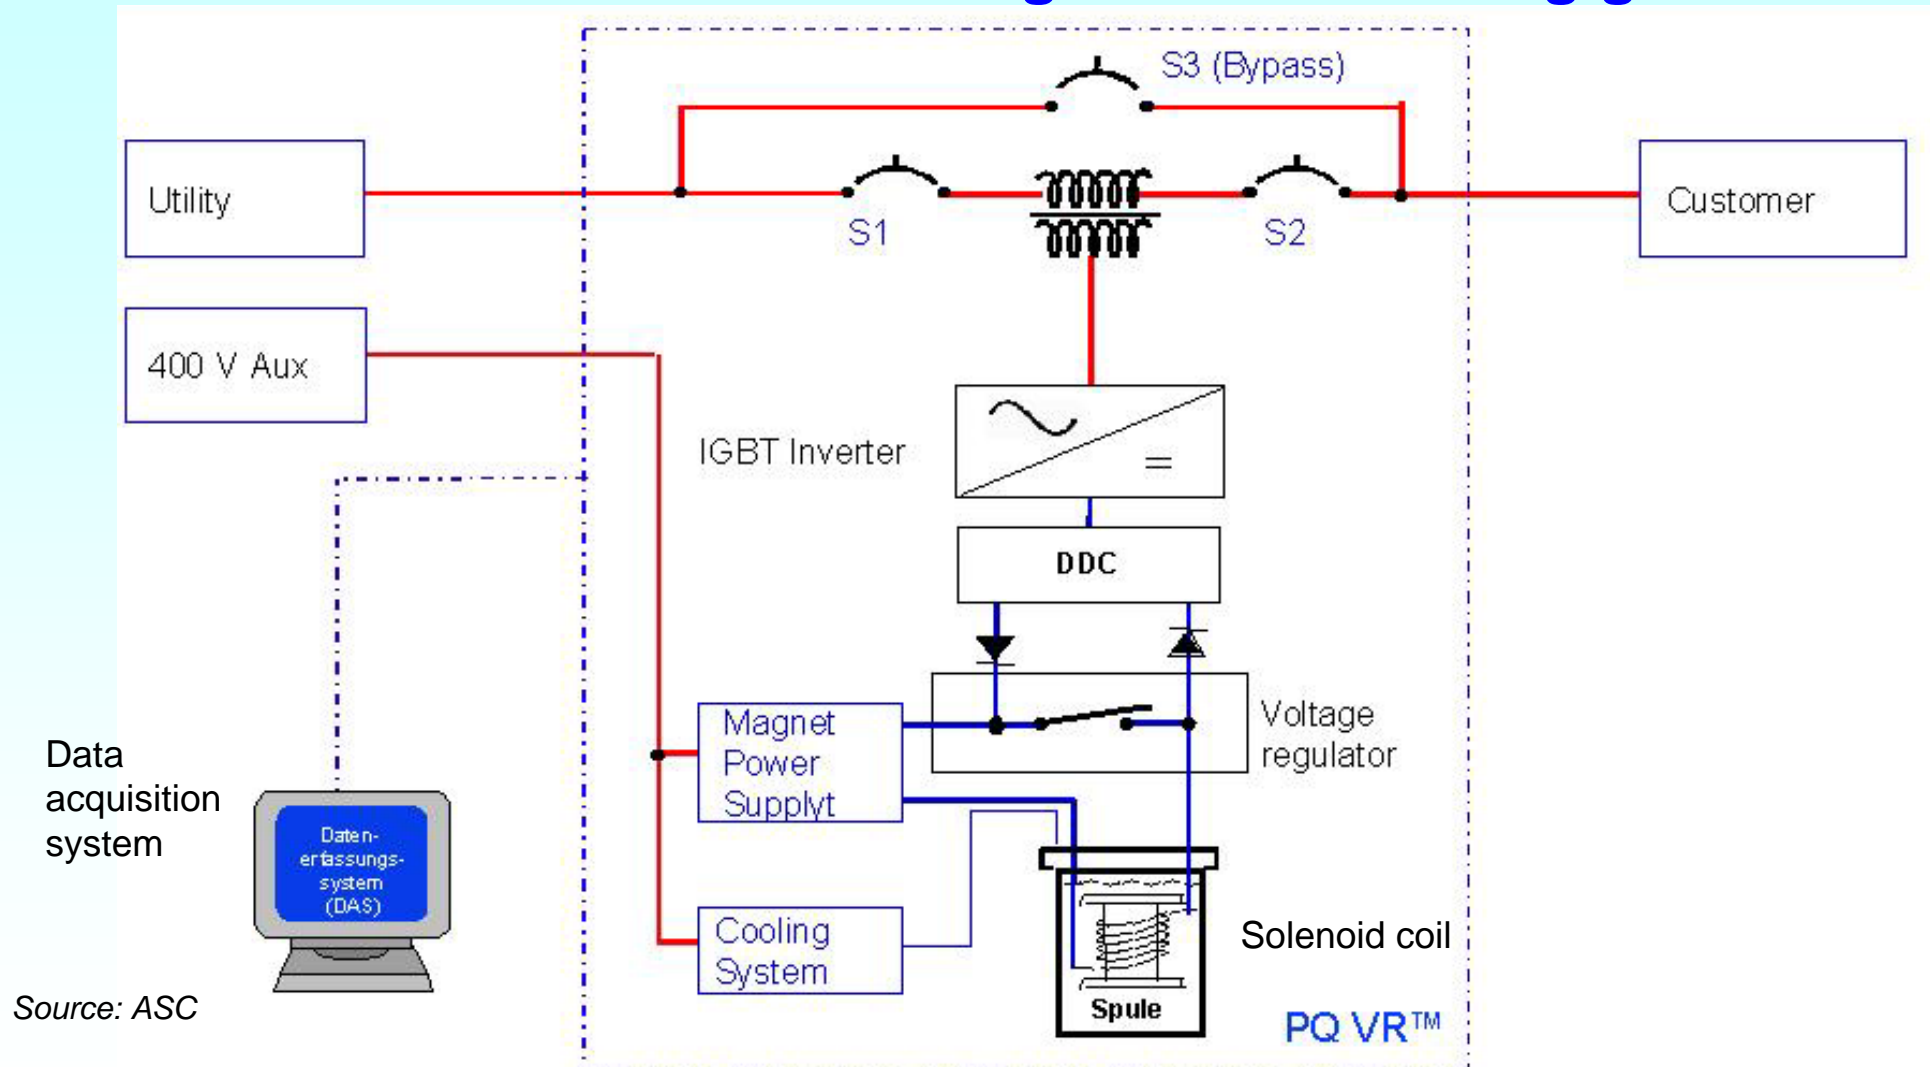 S3 (Bypass)
Utility
S1
S2
Customer
400 V Aux
IGBT Inverter
=
DDC
Magnet
Power
Supplyt
Voltage
regulator
Data
acquisition
system
Daten-
erfassungs-
system
(DAS)
Cooling
System
Solenoid coil
Spule
Source: ASC
PQ VR™